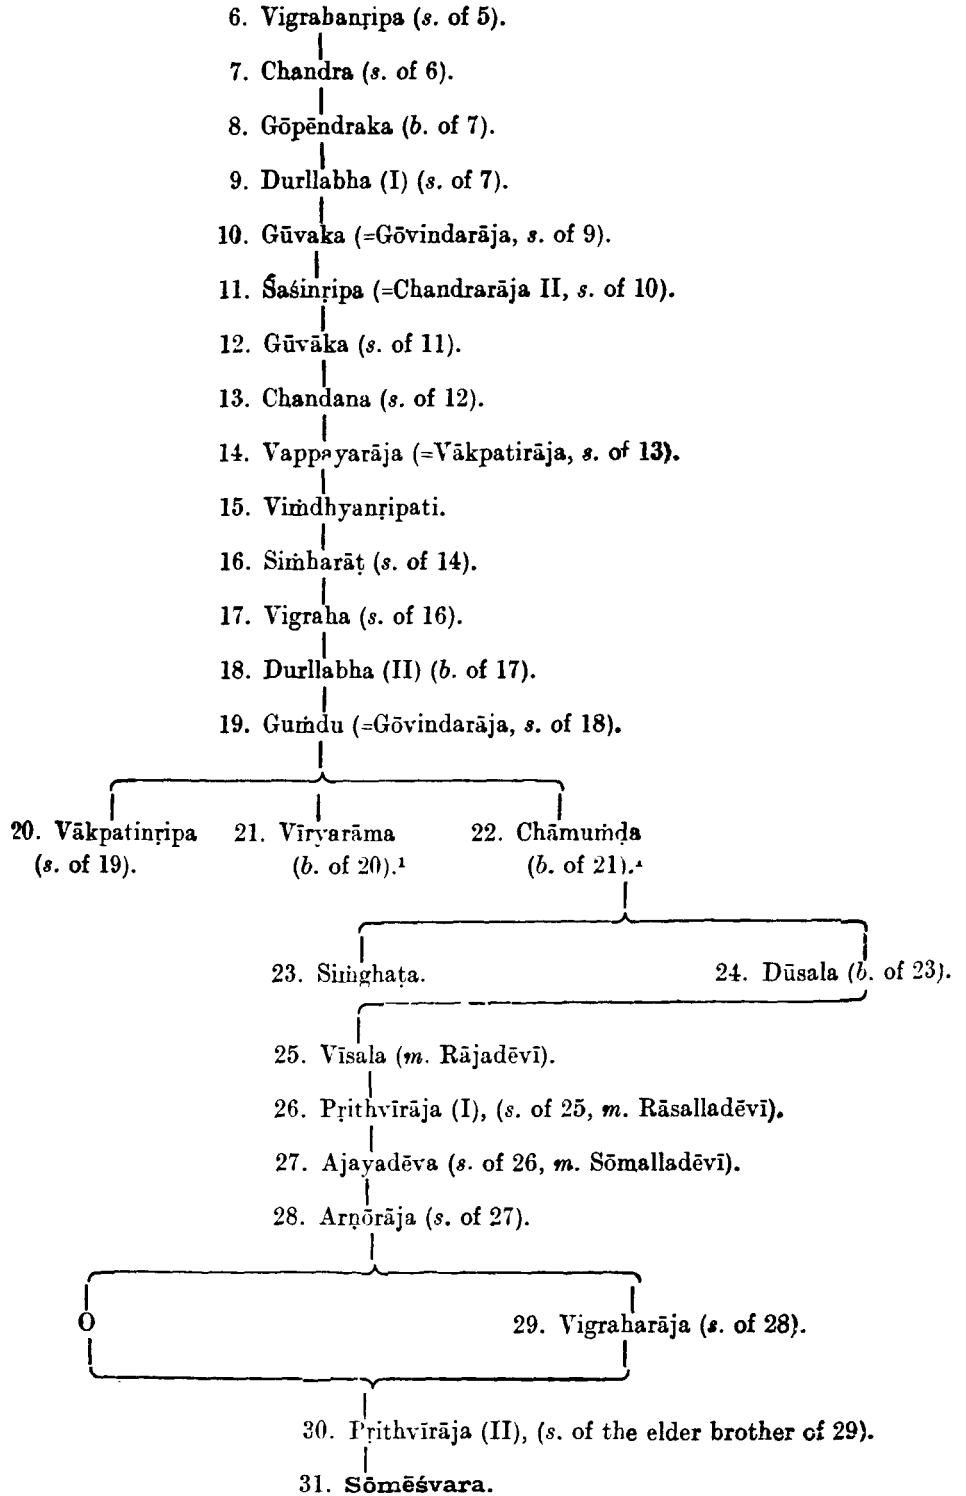 6. Vigrahanṛipa (s. of 5).
7. Chandra (s. of 6).
8. Gōpēndraka (b. of 7).
9. Durllabha (I) (s. of 7).
10. Gūvaka (=Gōvindarāja, s. of 9).
11. Śaśinṛipa (=Chandrarāja II, s. of 10).
12. Gūvāka (s. of 11).
13. Chandana (s. of 12).
14. Vappayarāja (=Vākpatirāja, s. of 13).
15. Viṁdhyanṛipati.
16. Siṁharāṭ (s. of 14).
17. Vigraha (s. of 16).
18. Durllabha (II) (b. of 17).
19. Guṁdu (=Gōvindarāja, s. of 18).
20. Vākpatinṛipa 21. Vīryarāma 22. Chāmuṁḍa
(s. of 19). (b. of 20).¹ (b. of 21).¹
23. Siṁghaṭa. 24. Dūsala (b. of 23).
25. Vīsala (m. Rājadēvī).
26. Pṛithvīrāja (I), (s. of 25, m. Rāsalladēvī).
27. Ajayadēva (s. of 26, m. Sōmalladēvī).
28. Arṇōrāja (s. of 27).
O 29. Vigraharāja (s. of 28).
30. Pṛithvīrāja (II), (s. of the elder brother of 29).
31. Sōmēśvara.